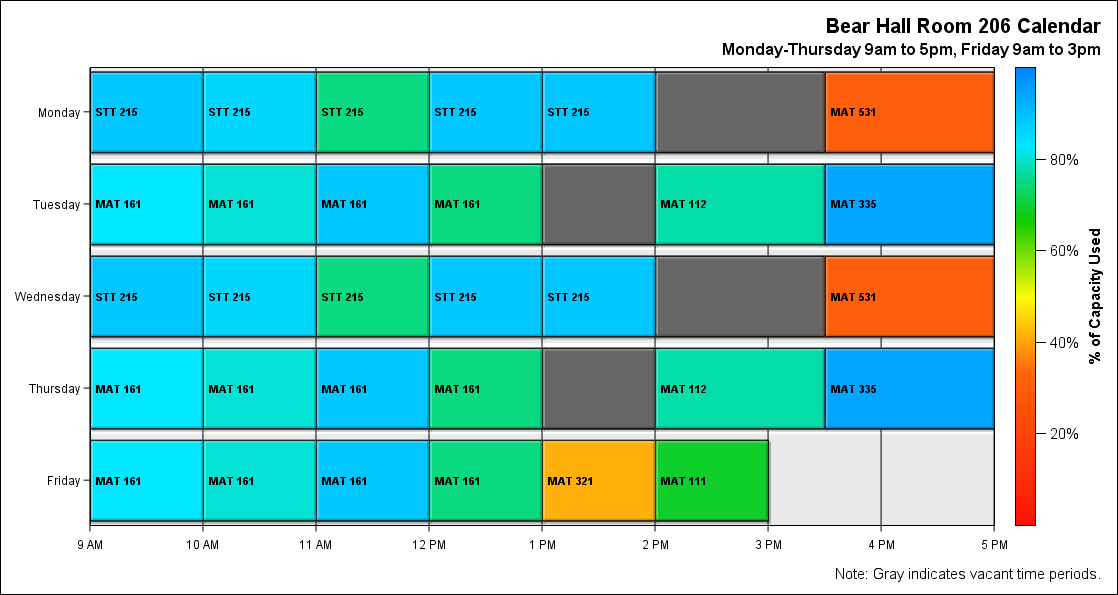 Bear Hall Room 206 Calendar
Monday-Thursday 9am to 5pm, Friday 9am to 3pm
Monday STT 215 STT 215 STT 215 STT 215 STT 215 MAT 531
80%
Tuesday MAT 161 MAT 161 MAT 161 MAT 161 MAT 112 MAT 335
60%
Wednesday STT 215 STT 215 STT 215 STT 215 STT 215 MAT 531
% of Capacity Used
40%
Thursday MAT 161 MAT 161 MAT 161 MAT 161 MAT 112 MAT 335
20%
Friday MAT 161 MAT 161 MAT 161 MAT 161 MAT 321 MAT 111
9 AM 10 AM 11 AM 12 PM 1 PM 2 PM 3 PM 4 PM 5 PM
Note: Gray indicates vacant time periods.